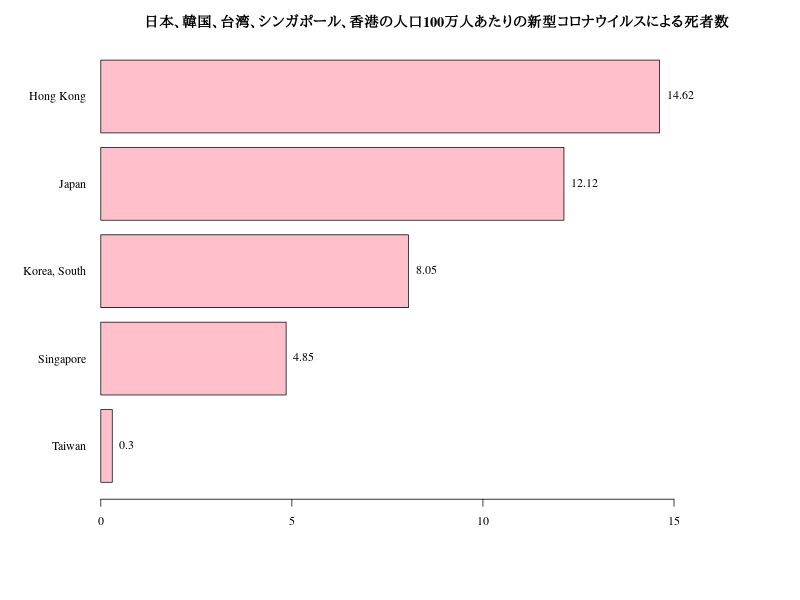 日本、韓国、台湾、シンガポール、香港の人口100万人あたりの新型コロナウイルスによる死者数
Hong Kong 14.62
Japan 12.12
Korea, South 8.05
Singapore 4.85
Taiwan 0.3
0 5 10 15